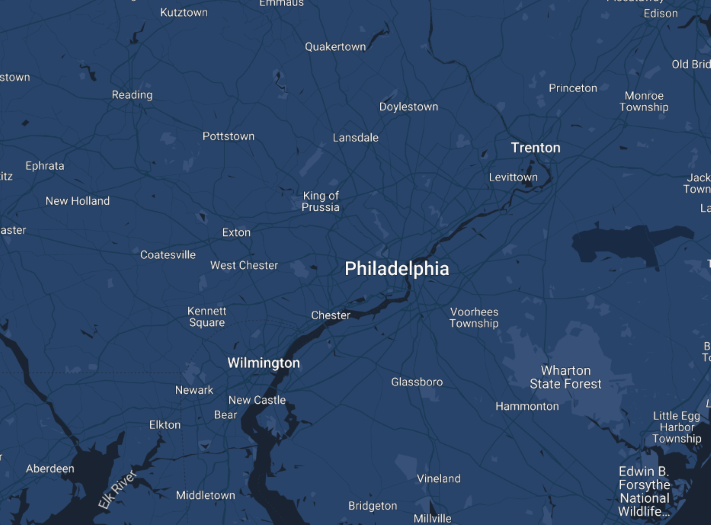 Emmaus
Kutztown
Edison
Quakertown
Old Brid
stown
Princeton
Reading
Monroe
Township
Doylestown
Pottstown
Lansdale
Trenton
Ephrata
itz
Levittown
Jack
Town
New Holland
King of
Prussia
La
aster
Exton
Coatesville
West Chester
Philadelphia
Kennett
Square
Chester
Voorhees
Township
Wilmington
Wharton
State Forest
Newark
Glassboro
New Castle
Hammonton
Bear
Elkton
Little Egg
Harbor
Township
Aberdeen
Elk River
Edwin B.
Forsythe
National
Wildlife...
Vineland
Middletown
Bridgeton
Millville